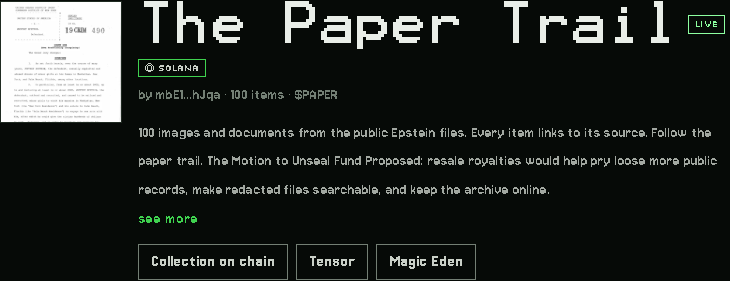 The Paper Trail
LIVE
SOLANA
by mbE1...hJqa · 100 items · $PAPER
100 images and documents from the public Epstein files. Every item links to its source. Follow the
paper trail. The Motion to Unseal Fund Proposed: resale royalties would help pry loose more public
records, make redacted files searchable, and keep the archive online.
see more
Collection on chain
Tensor
Magic Eden
19 CRIM 490